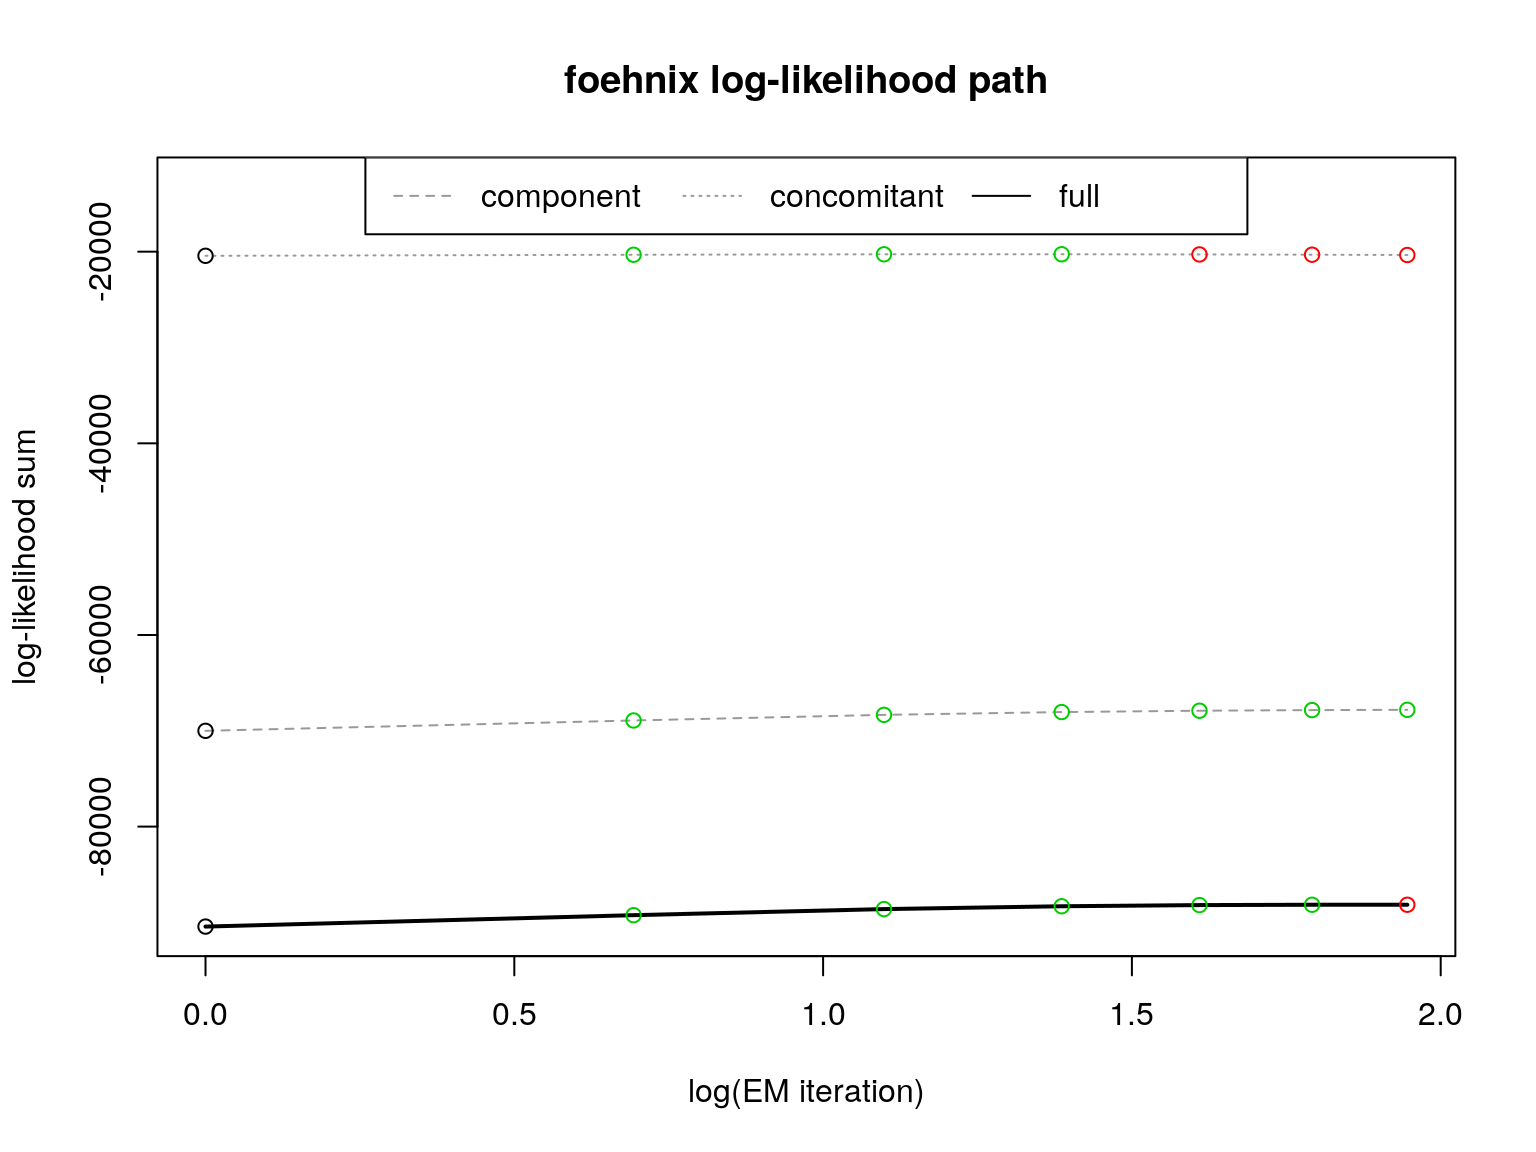 foehnix log-likelihood path
component concomitant full
log-likelihood sum
-20000
-40000
-60000
-80000
0.0 0.5 1.0 1.5 2.0
log(EM iteration)